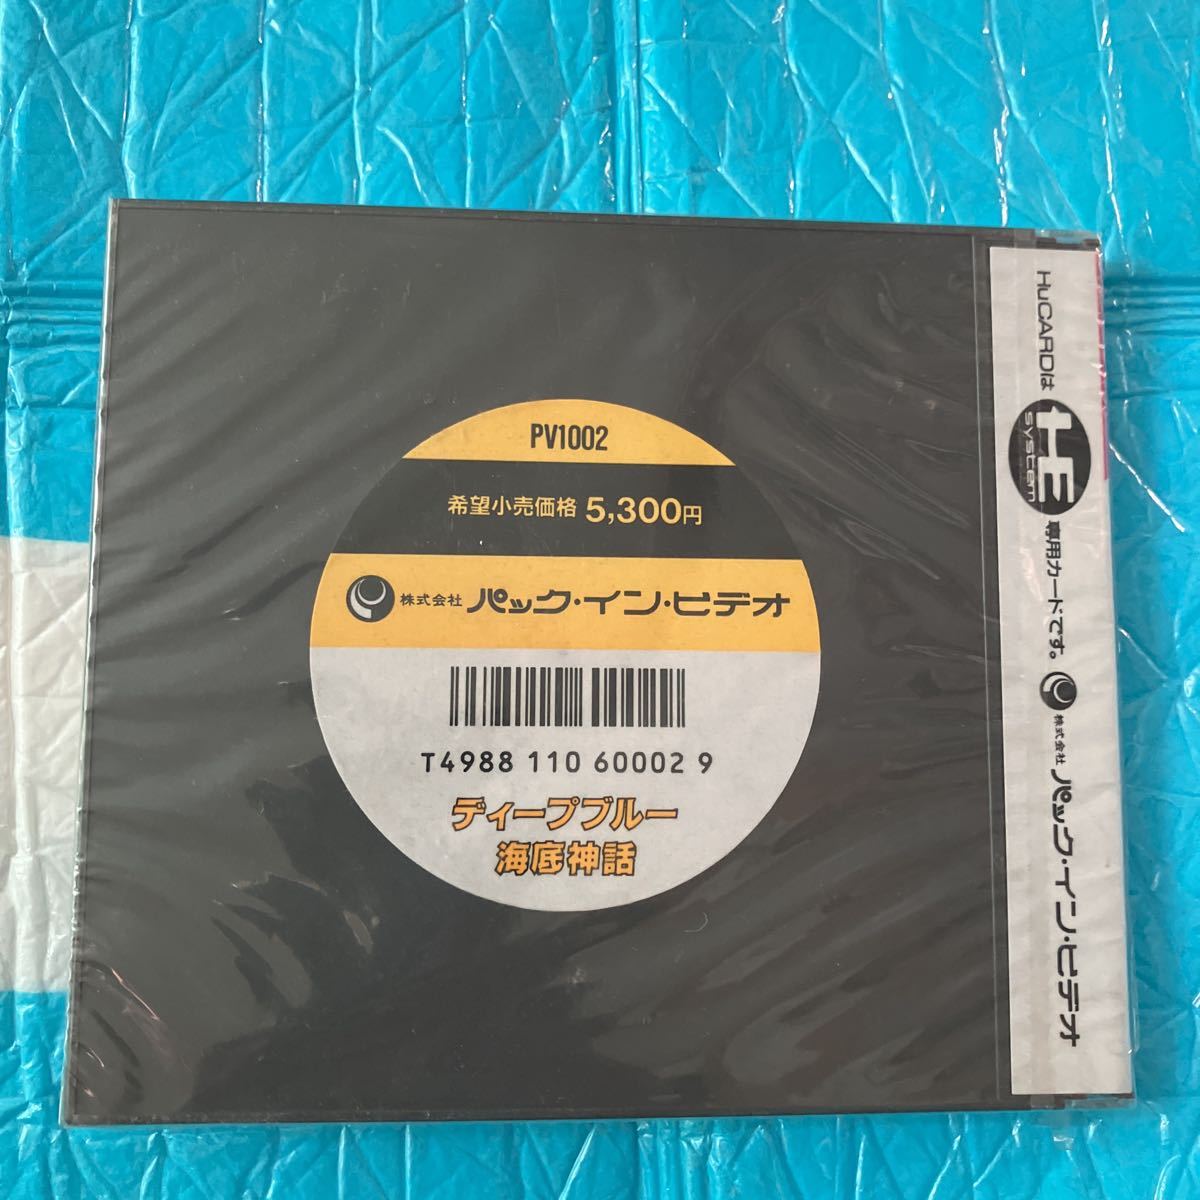 PV1002
希望小売価格 5,300円
株式会社 パック・イン・ビデオ
T4988 110 60002 9
ディープブルー
海底神話
HuCARDは HE system 専用カードです。 株式会社 パック・イン・ビデオ